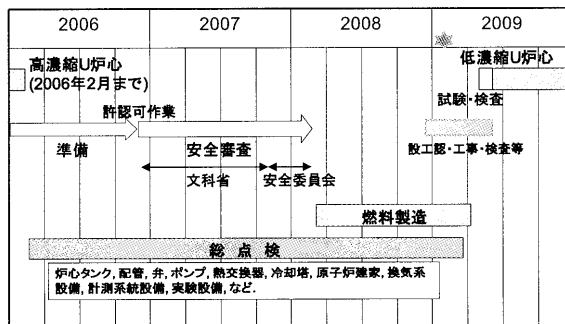 2006 2007 2008 2009
高濃縮U炉心
(2006年2月まで)
低濃縮U炉心
許認可作業
試験・検査
準備
安全審査
設工認・工事・検査等
文科省
安全委員会
燃料製造
総点検
炉心タンク, 配管, 弁, ポンプ, 熱交換器, 冷却塔, 原子炉建家, 換気系
設備, 計測系統設備, 実験設備, など.